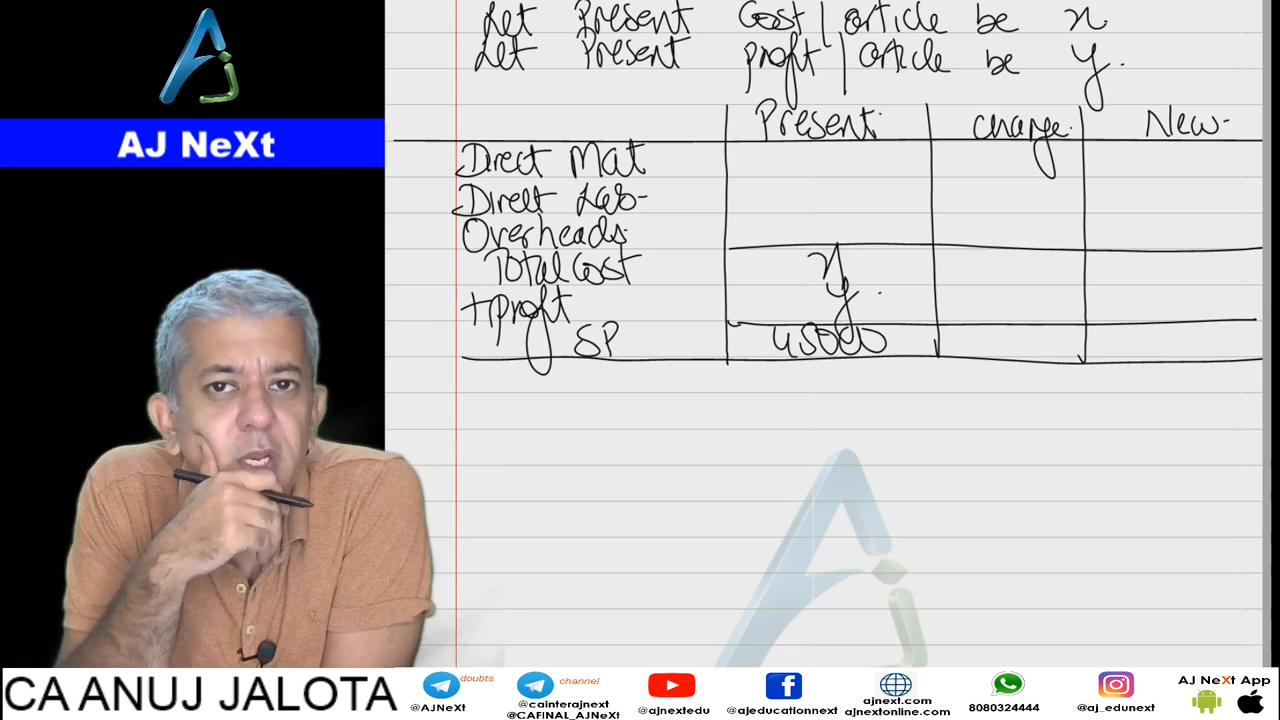 Let Present Cost | article be x
Let Present profit | article be y.
Present. change. New-
Direct Mat
Direct Lab-
Overheads.
Total Cost x
+Profit y.
SP 45000
AJ NeXt
CA ANUJ JALOTA
doubts
@AJNeXt
channel
@cainterajnext
@CAFINAL_AJNeXt
@ajnextedu
@ajeducationnext
ajnext.com
ajnextonline.com
8080324444
@aj_edunext
AJ NeXt App